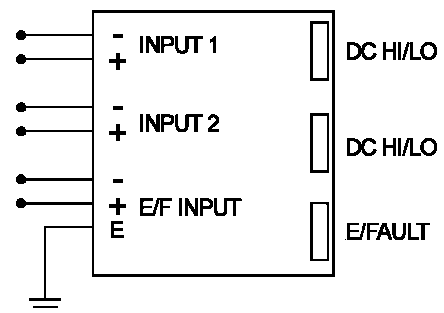 - INPUT 1
+
DC HI/LO
- INPUT 2
+
DC HI/LO
-
+ E/F INPUT
E
E/FAULT